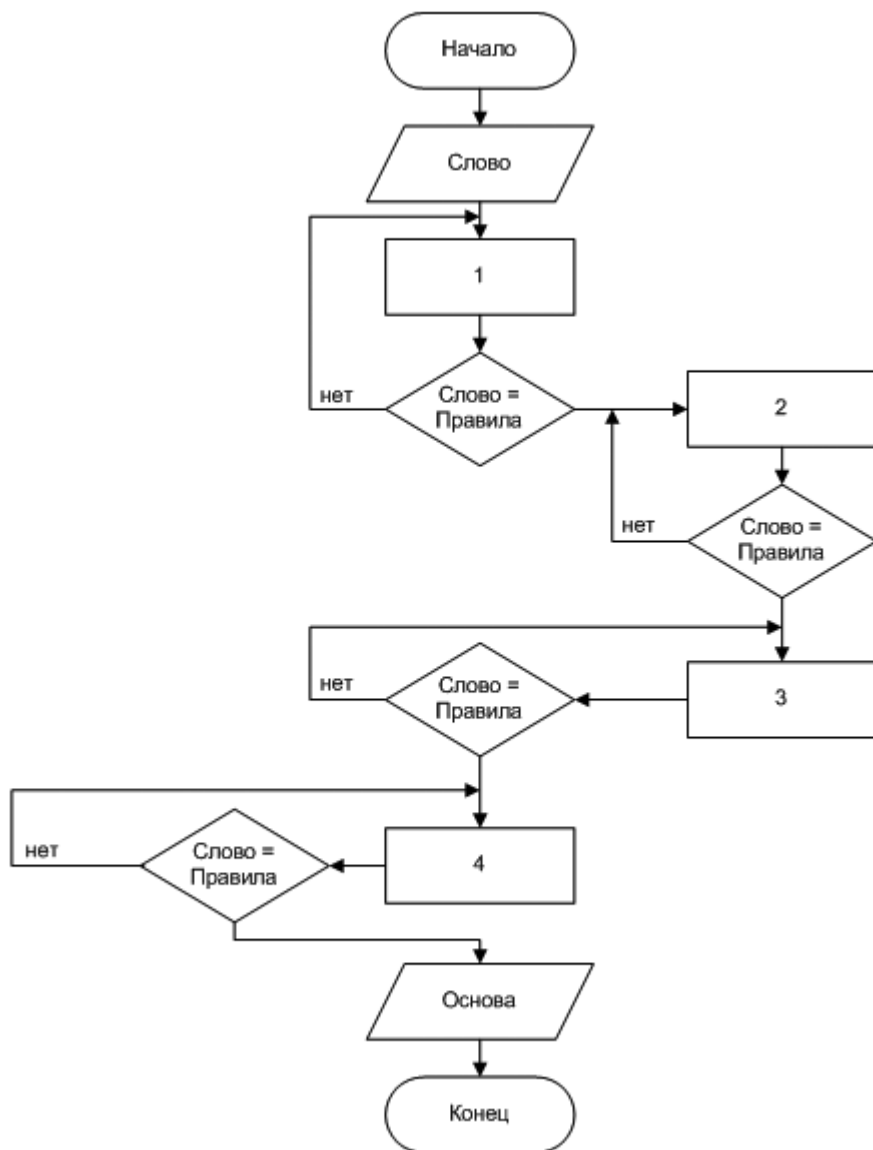 Начало
Слово
1
нет
Слово =
Правила
2
нет
Слово =
Правила
нет
Слово =
Правила
3
нет
Слово =
Правила
4
Основа
Конец